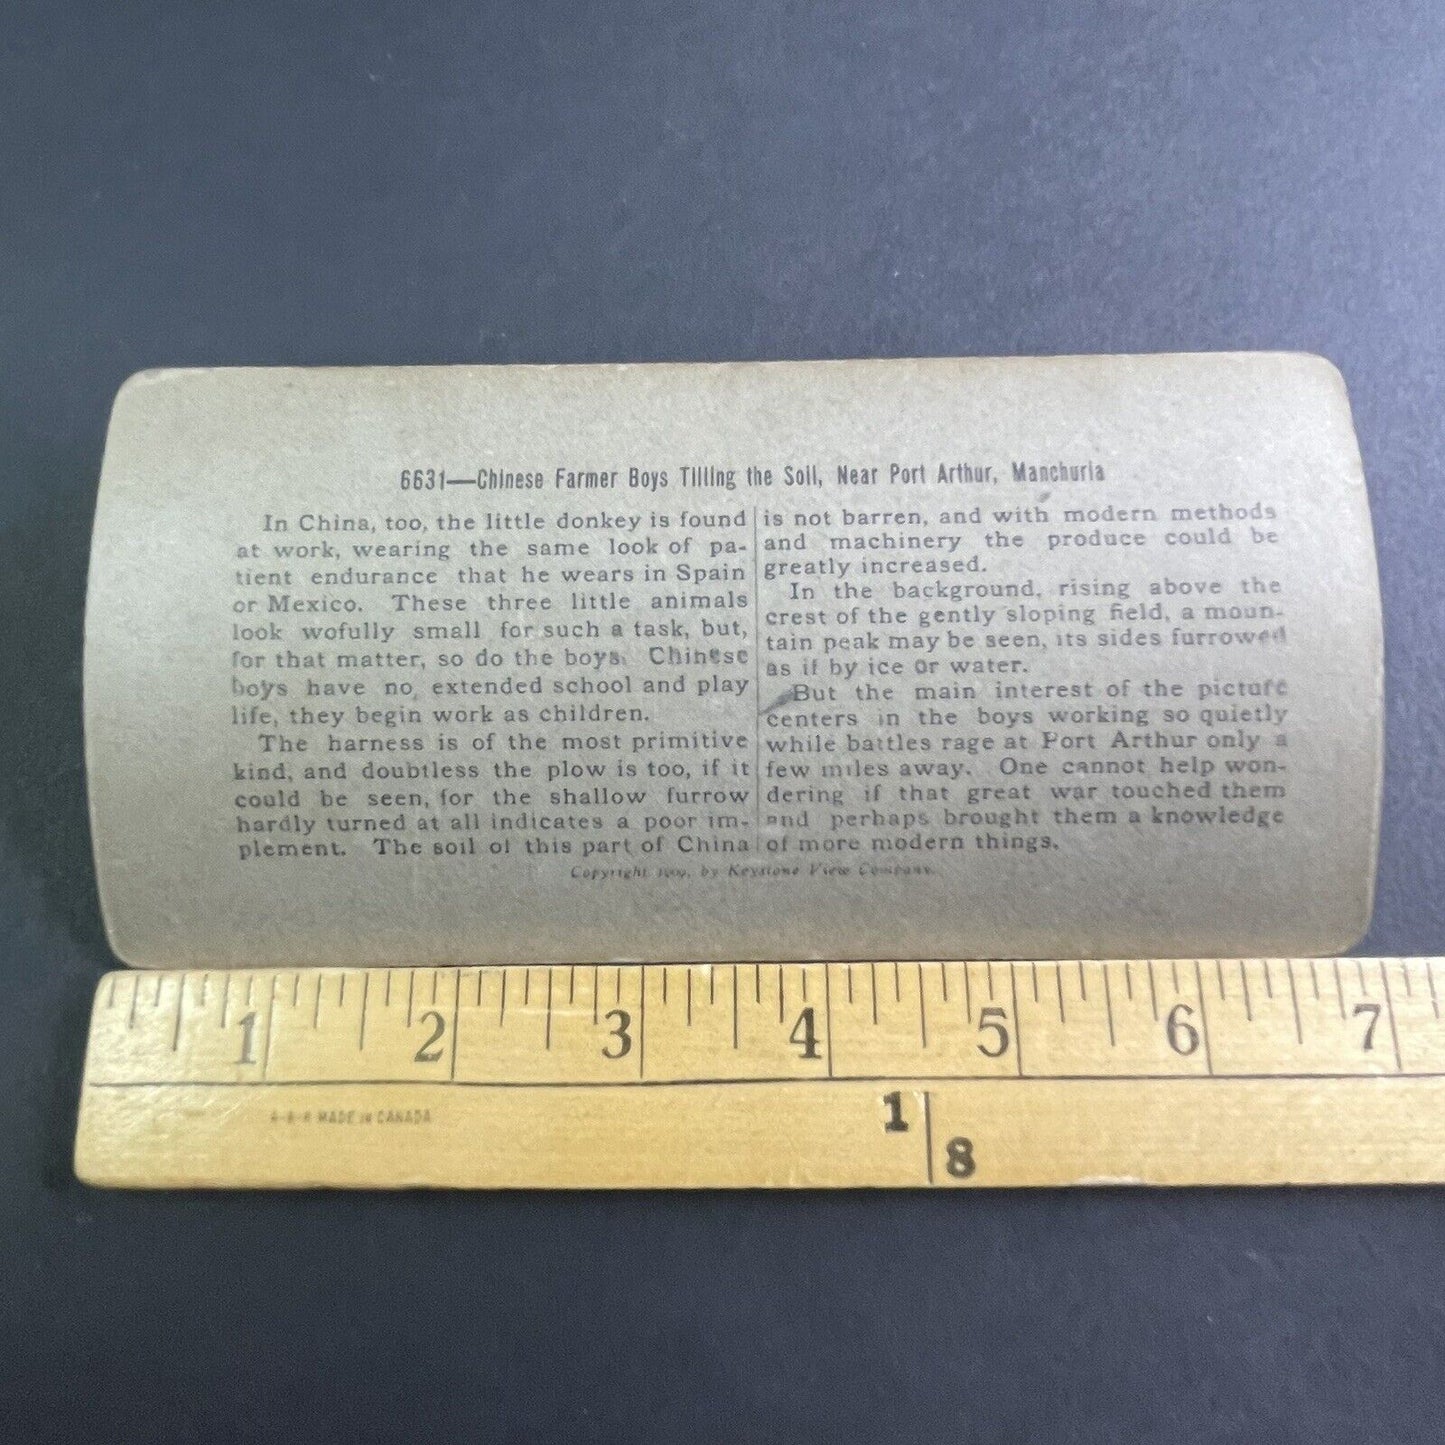 6631—Chinese Farmer Boys Tilling the Soil, Near Port Arthur, Manchuria
In China, too, the little donkey is found
at work, wearing the same look of pa-
tient endurance that he wears in Spain
or Mexico. These three little animals
look wofully small for such a task, but,
for that matter, so do the boys. Chinese
boys have no extended school and play
life, they begin work as children.
The harness is of the most primitive
kind, and doubtless the plow is too, if it
could be seen, for the shallow furrow
hardly turned at all indicates a poor im-
plement. The soil of this part of China
is not barren, and with modern methods
and machinery the produce could be
greatly increased.
In the background, rising above the
crest of the gently sloping field, a moun-
tain peak may be seen, its sides furrowed
as if by ice or water.
But the main interest of the picture
centers in the boys working so quietly
while battles rage at Port Arthur only a
few miles away. One cannot help won-
dering if that great war touched them
and perhaps brought them a knowledge
of more modern things.
Copyright by Keystone View Company.
1 2 3 4 5 6 7
MADE IN CANADA
1 8